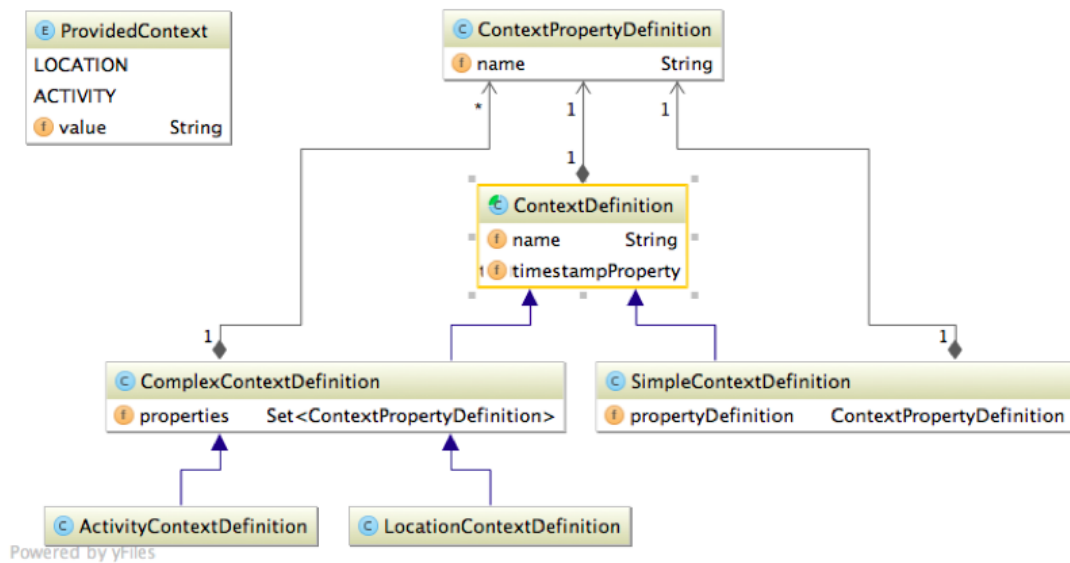 E ProvidedContext
LOCATION
ACTIVITY
f value String
C ContextPropertyDefinition
f name String
* 1 1
1
C ContextDefinition
f name String
f timestampProperty
1 1
C ComplexContextDefinition
f properties Set<ContextPropertyDefinition>
C SimpleContextDefinition
f propertyDefinition ContextPropertyDefinition
C ActivityContextDefinition
C LocationContextDefinition
Powered by yFiles